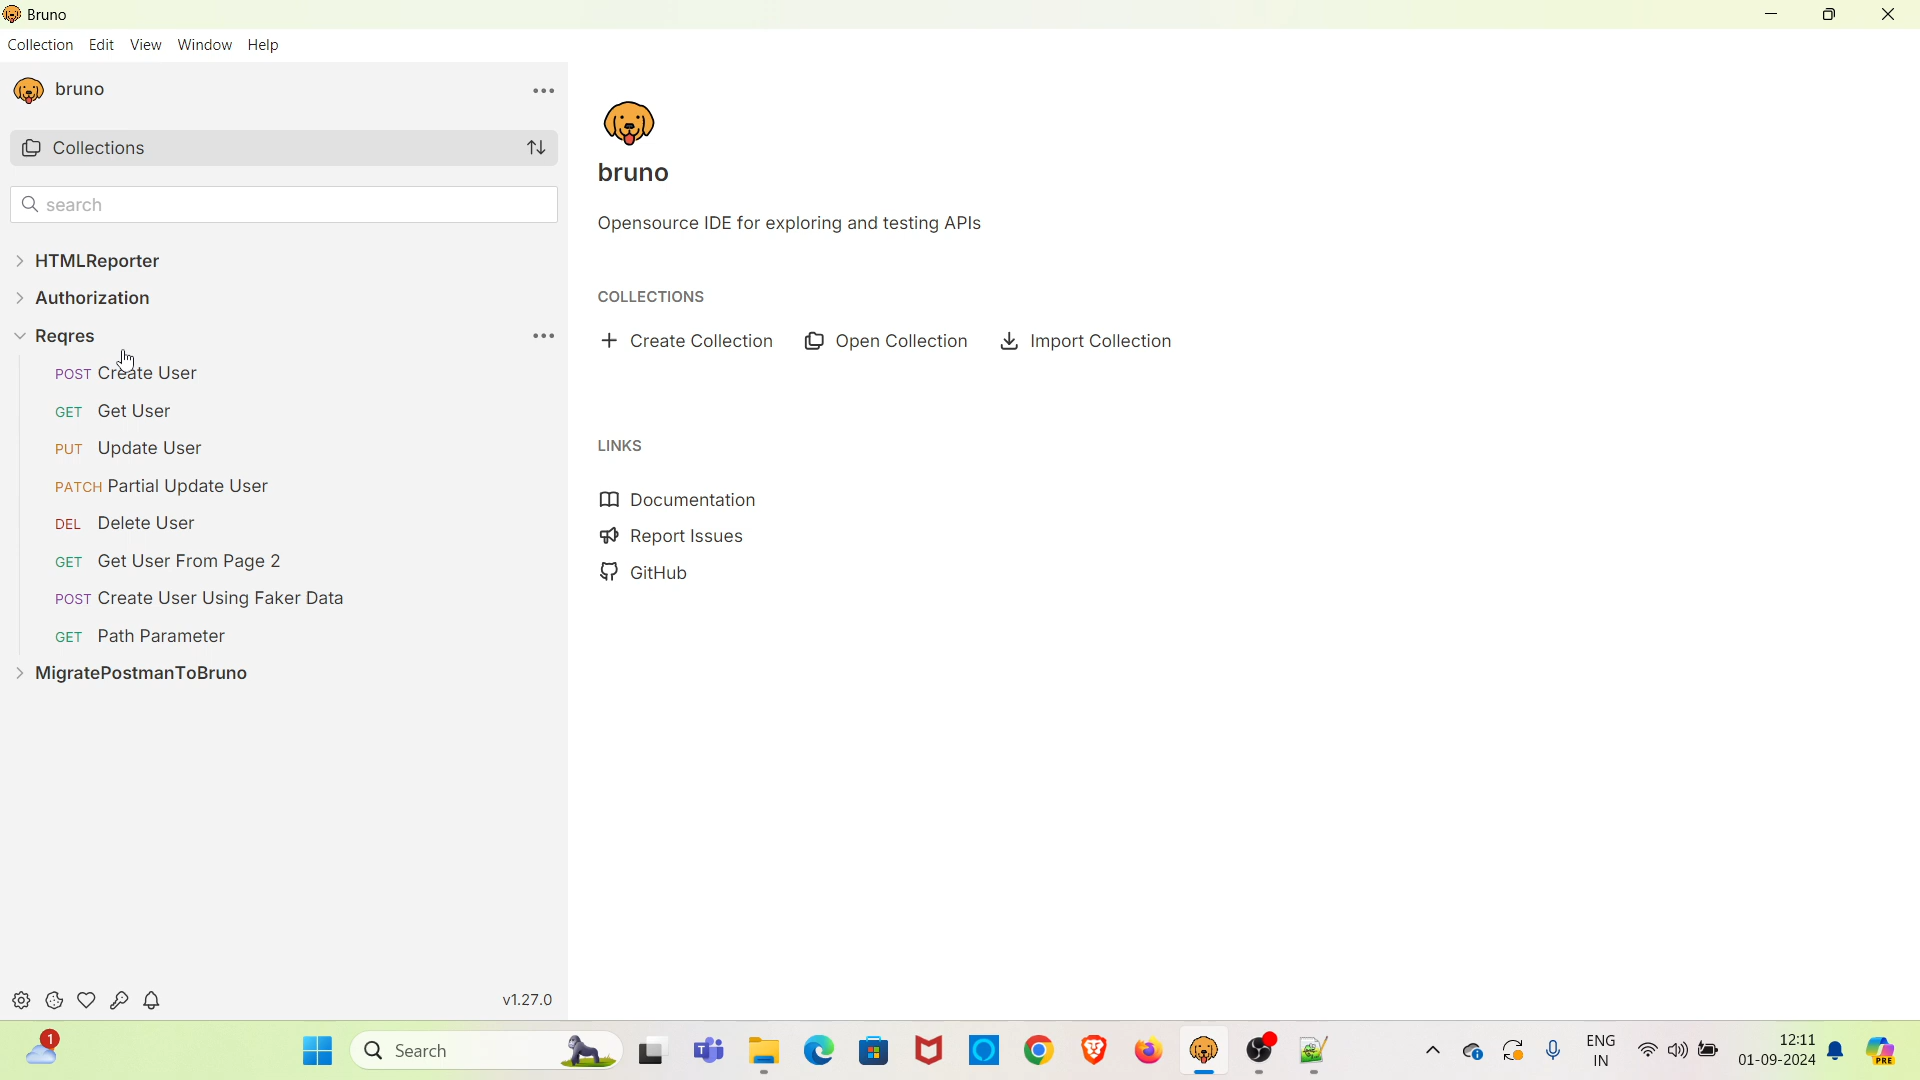 Bruno
Collection Edit View Window Help
bruno
Collections
search
HTMLReporter
Authorization
Reqres
POST Create User
GET Get User
PUT Update User
PATCH Partial Update User
DEL Delete User
GET Get User From Page 2
POST Create User Using Faker Data
GET Path Parameter
MigratePostmanToBruno
v1.27.0
bruno
Opensource IDE for exploring and testing APIs
COLLECTIONS
Create Collection Open Collection Import Collection
LINKS
Documentation
Report Issues
GitHub
1
Search
ENG
IN
12:11
01-09-2024
PRE